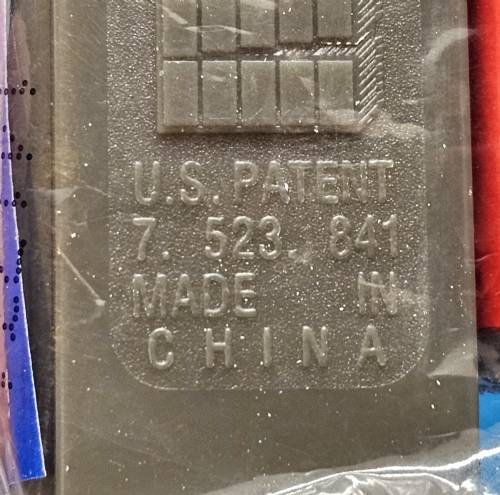 U.S. PATENT
7. 523. 841
MADE IN
CHINA